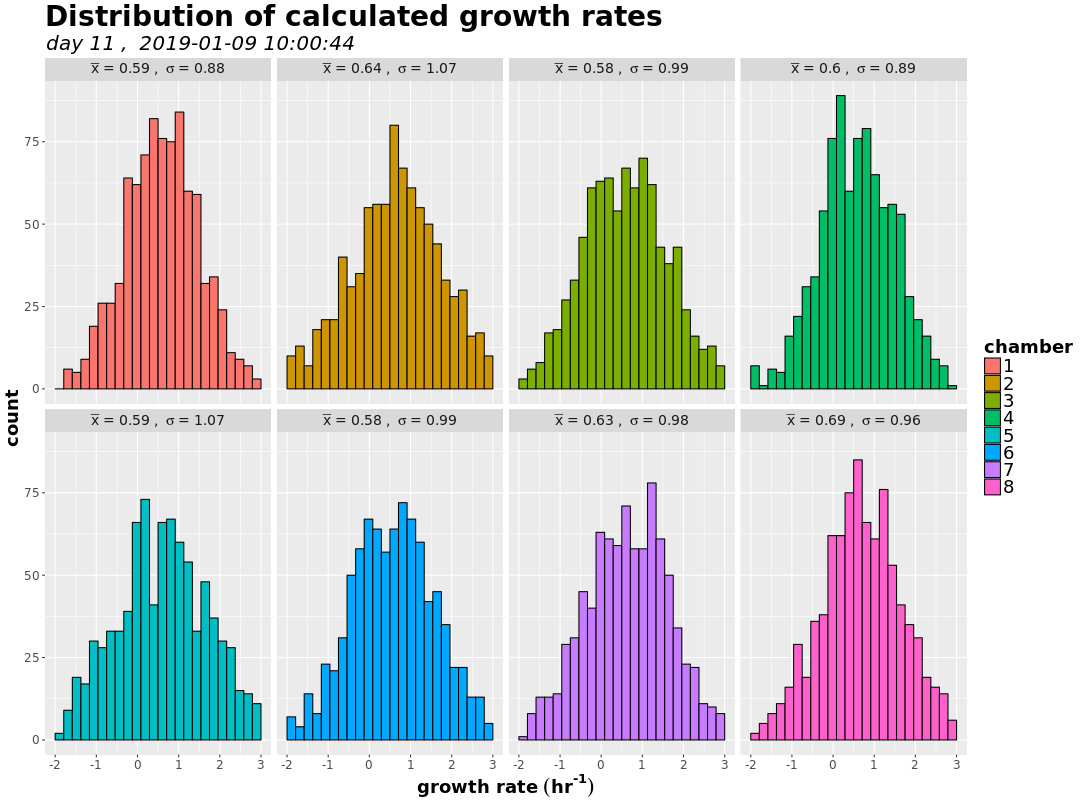 Distribution of calculated growth rates
day 11 ,  2019-01-09 10:00:44
x̅ = 0.59 ,  σ = 0.88
x̅ = 0.64 ,  σ = 1.07
x̅ = 0.58 ,  σ = 0.99
x̅ = 0.6 ,  σ = 0.89
75
50
25
0
x̅ = 0.59 ,  σ = 1.07
x̅ = 0.58 ,  σ = 0.99
x̅ = 0.63 ,  σ = 0.98
x̅ = 0.69 ,  σ = 0.96
75
50
25
0
-2 -1 0 1 2 3
-2 -1 0 1 2 3
-2 -1 0 1 2 3
-2 -1 0 1 2 3
count
growth rate (hr⁻¹)
chamber
1
2
3
4
5
6
7
8